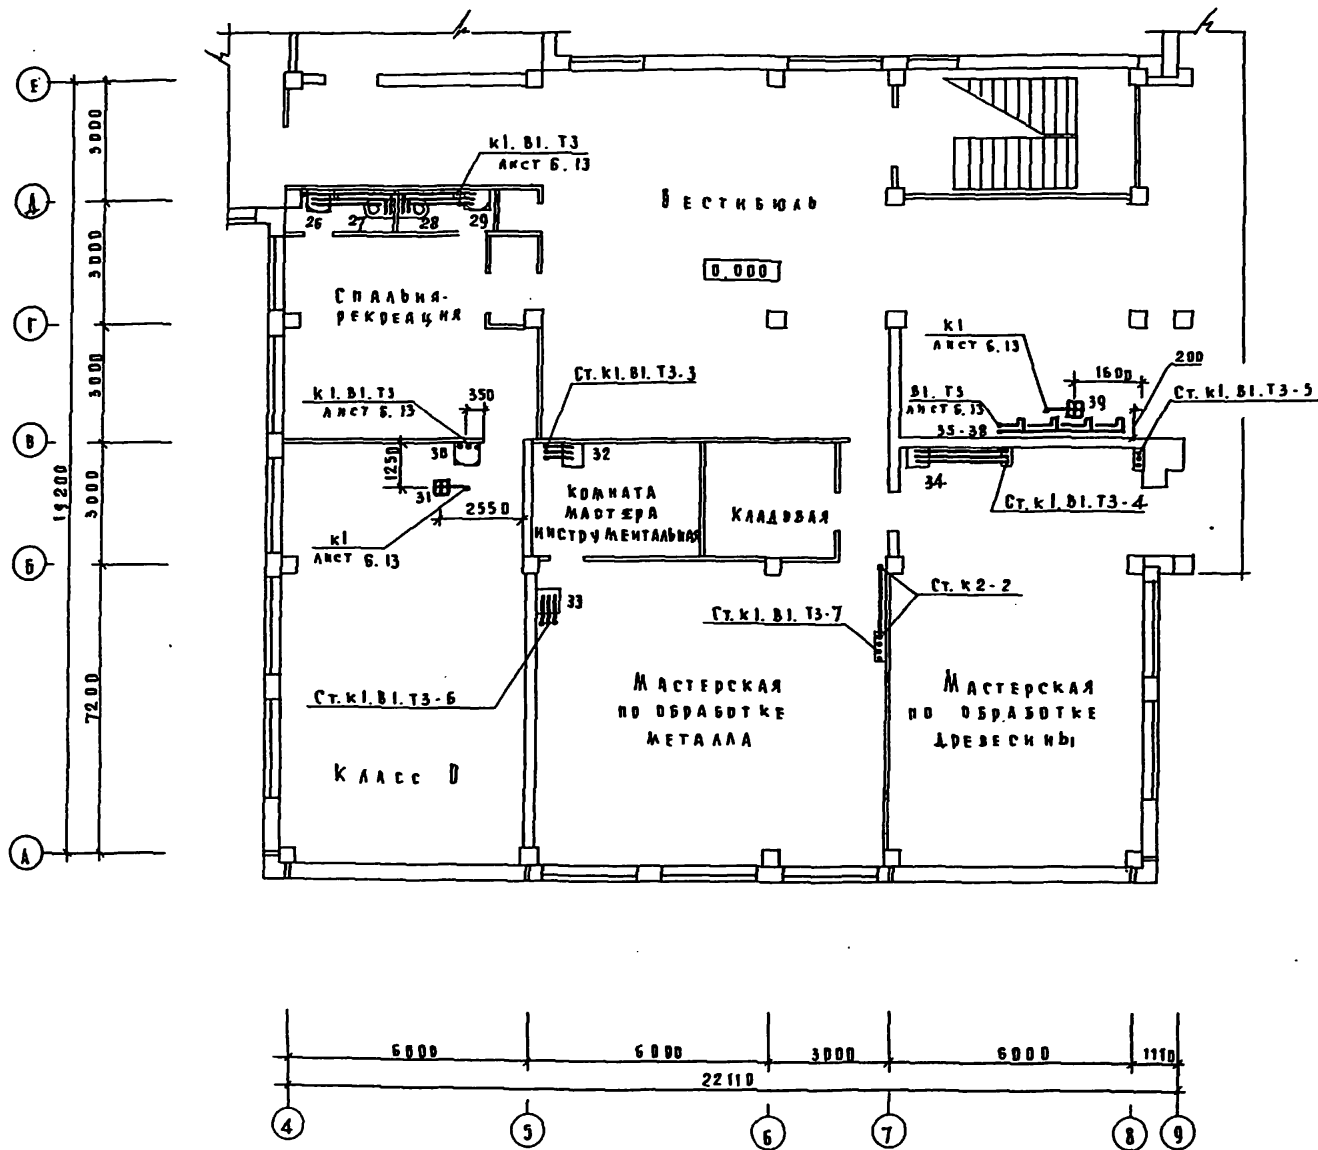 Е
3000
к1. В1. Т3
лист Б. 13
Д
26
27
28
29
Вестибюль
3000
0.000
Спальня-
рекреация
Г
к1
лист Б. 13
200
1600
Ст. к1. В1. Т3-3
3000
к1. В1. Т3
лист Б. 13
350
В1. Т3
лист Б. 13
39
Ст. к1. В1. Т3-5
35-38
В
30
32
1250
34
19200
3000
31
Комната
мастера
инструментальная
Кладовая
Ст. к1. В1. Т3-4
2550
к1
лист Б. 13
Б
33
Ст. к1. В1. Т3-7
Ст. К2-2
7200
Ст. к1. В1. Т3-6
Мастерская
по обработке
металла
Мастерская
по обработке
древесины
Класс
А
6000
6000
3000
6000
1110
22110
4
5
6
7
8
9